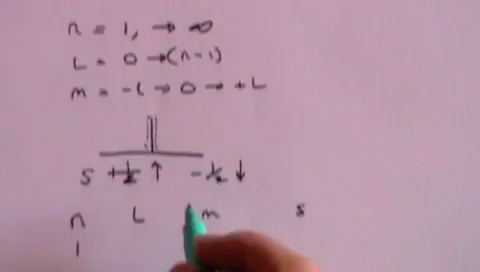 n = 1, → ∞
L = 0 → (n-1)
m = -L → 0 → +L
s +½ ↑ -½ ↓
n L m s
1